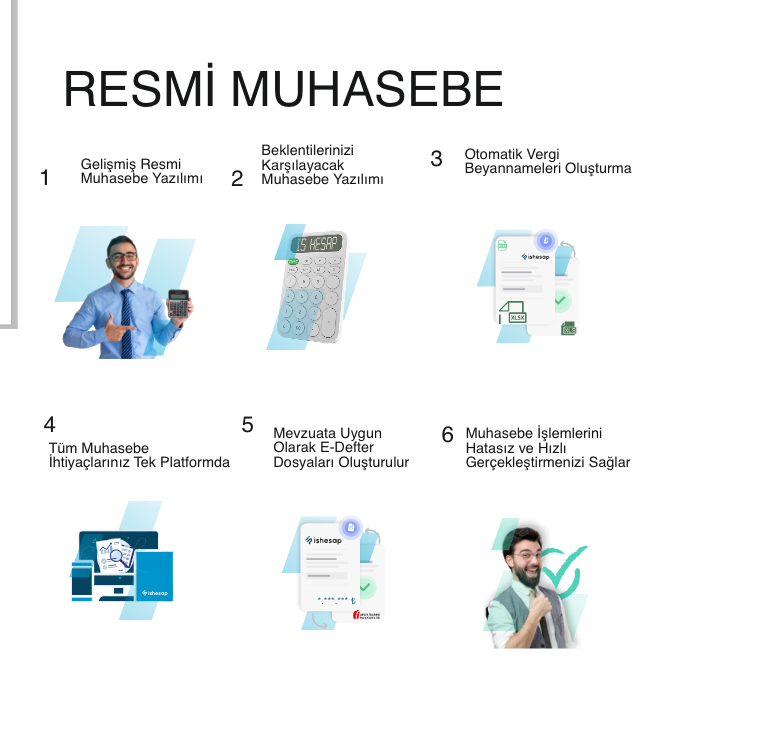 RESMİ MUHASEBE
1
Gelişmiş Resmi
Muhasebe Yazılımı
2
Beklentilerinizi
Karşılayacak
Muhasebe Yazılımı
3
Otomatik Vergi
Beyannameleri Oluşturma
IS HESAP
ishesap
XLSX
4
Tüm Muhasebe
İhtiyaçlarınız Tek Platformda
5
Mevzuata Uygun
Olarak E-Defter
Dosyaları Oluşturulur
6
Muhasebe İşlemlerini
Hatasız ve Hızlı
Gerçekleştirmenizi Sağlar
ishesap
ishesap
*.*** *** ₺